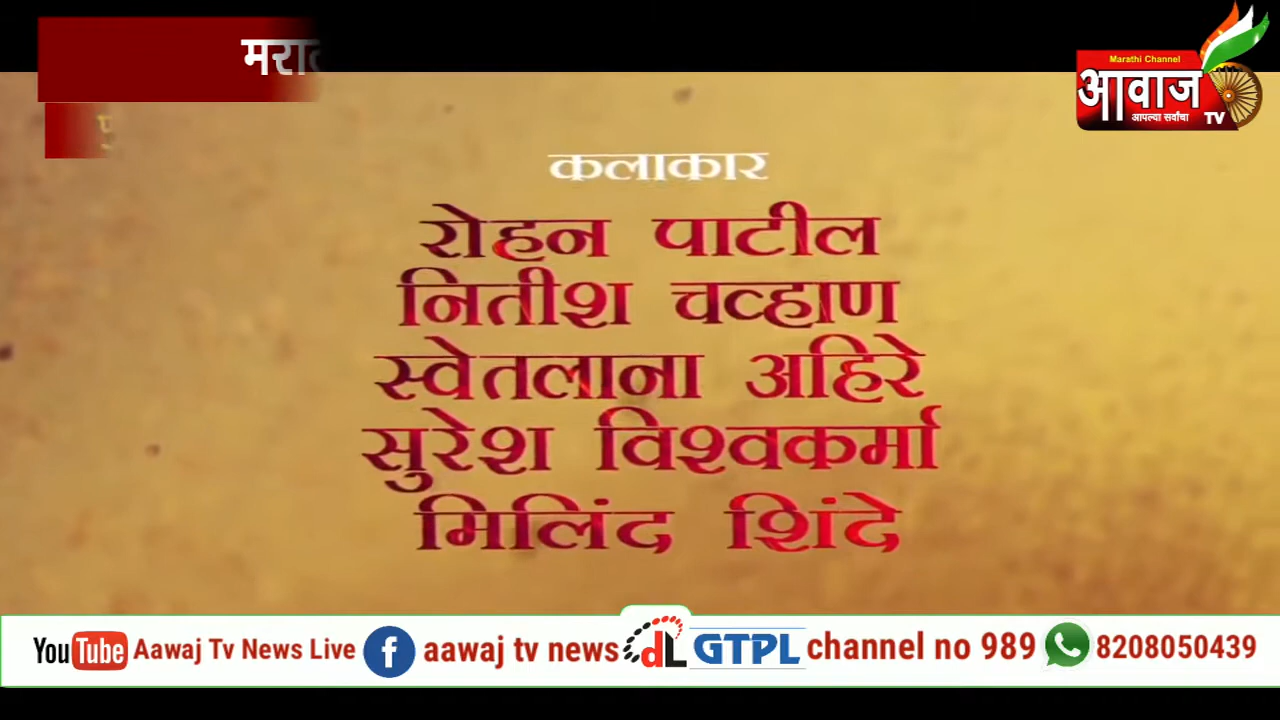 Marathi Channel
आवाज
आपल्या सर्वांचा
TV
कलाकार
रोहन पाटील
नितीश चव्हाण
स्वेतलाना अहिरे
सुरेश विश्वकर्मा
मिलिंद शिंदे
YouTube Aawaj Tv News Live f aawaj tv news dL GTPL channel no 989 8208050439